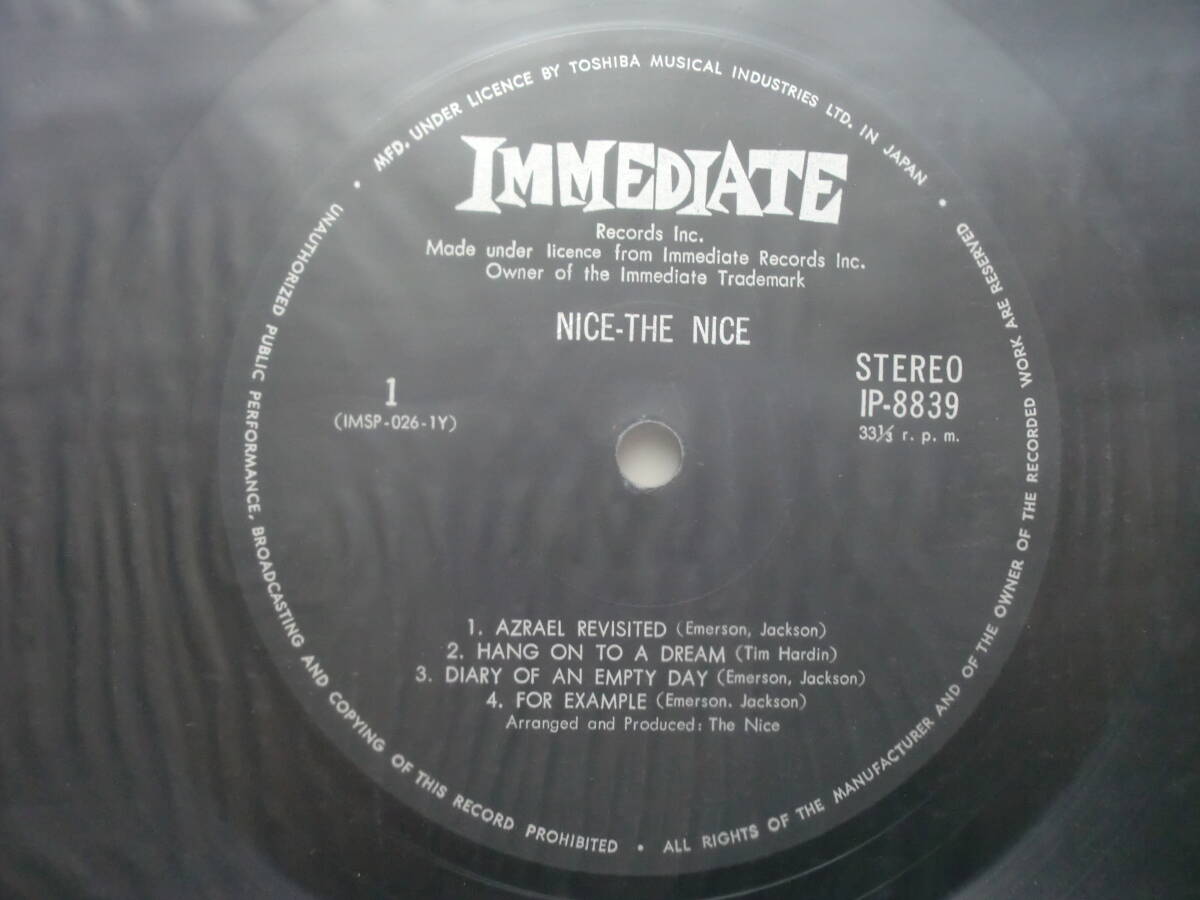 MFD. UNDER LICENCE BY TOSHIBA MUSICAL INDUSTRIES LTD. IN JAPAN •
IMMEDIATE
Records Inc.
Made under licence from Immediate Records Inc.
Owner of the Immediate Trademark
NICE-THE NICE
1
(IMSP-026-1Y)
STEREO
IP-8839
33⅓ r. p. m.
1. AZRAEL REVISITED (Emerson, Jackson)
2. HANG ON TO A DREAM (Tim Hardin)
3. DIARY OF AN EMPTY DAY (Emerson, Jackson)
4. FOR EXAMPLE (Emerson. Jackson)
Arranged and Produced: The Nice
ALL RIGHTS OF THE MANUFACTURER AND OF THE OWNER OF THE RECORDED WORK ARE RESERVED •
UNAUTHORIZED PUBLIC PERFORMANCE, BROADCASTING AND COPYING OF THIS RECORD PROHIBITED •